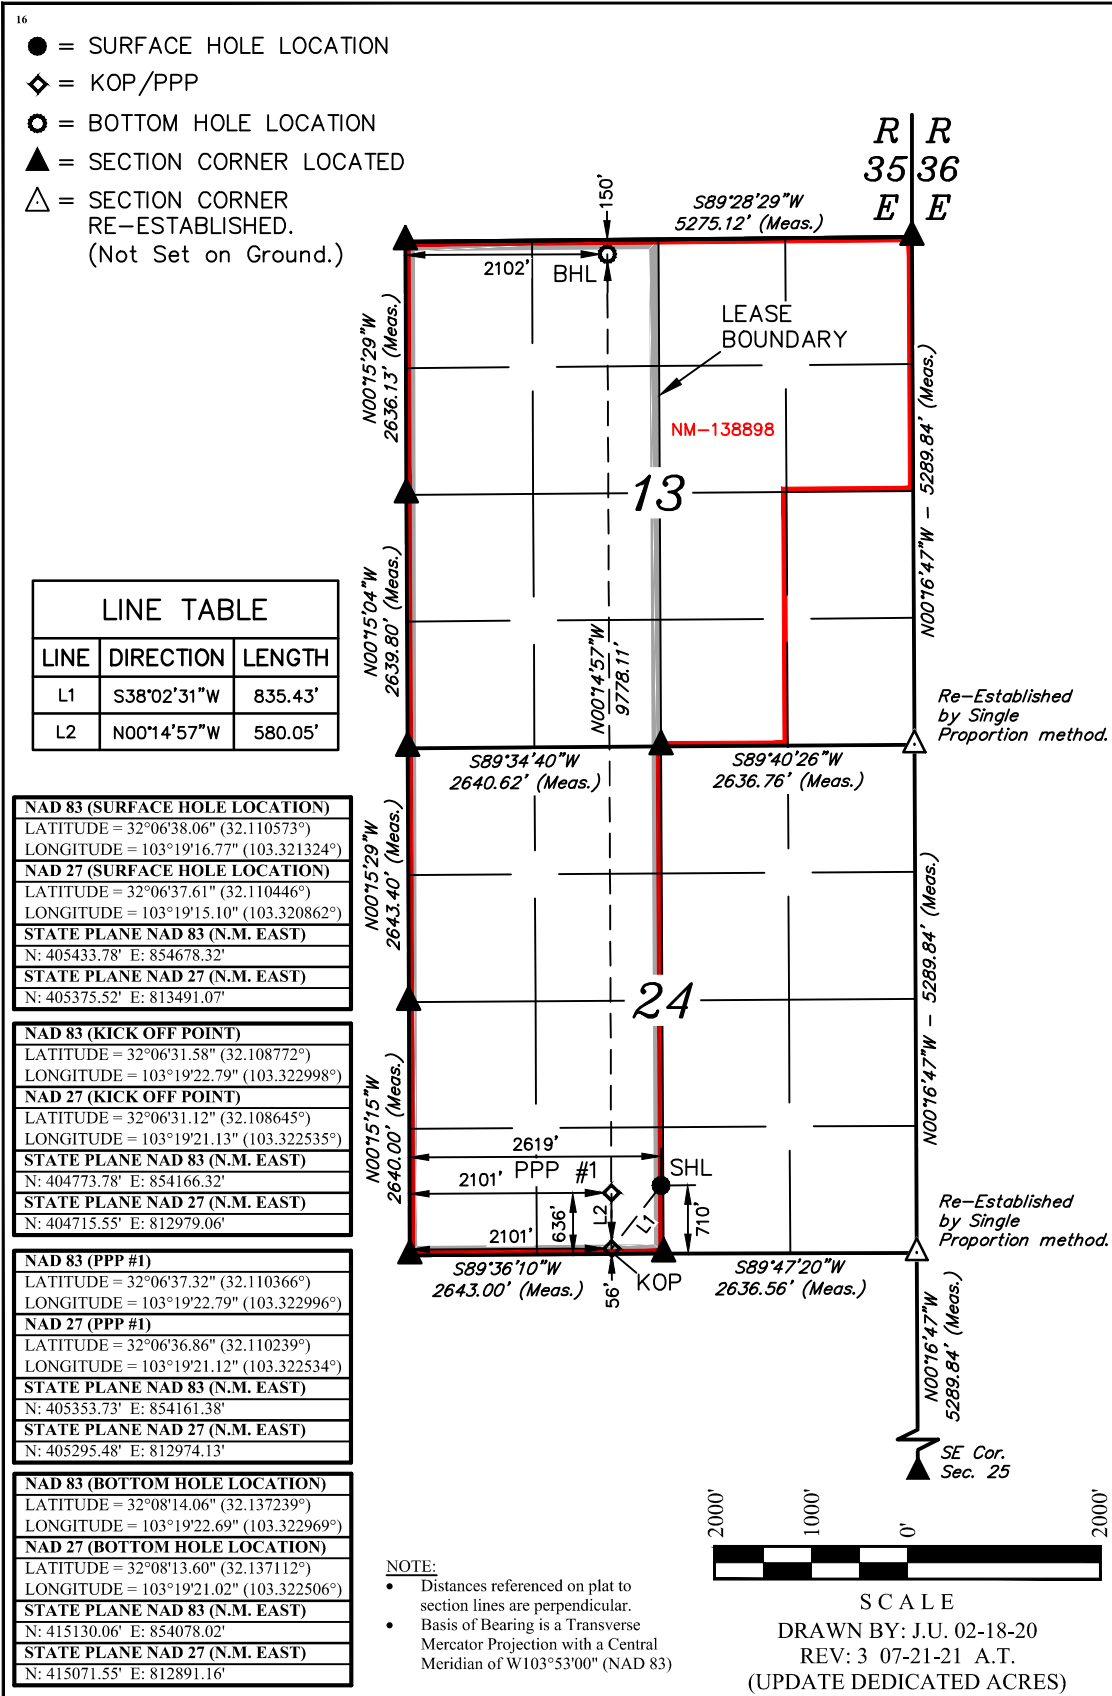 16
● = SURFACE HOLE LOCATION
= KOP/PPP
= BOTTOM HOLE LOCATION
▲ = SECTION CORNER LOCATED
△ = SECTION CORNER
RE-ESTABLISHED.
(Not Set on Ground.)
R R
35 36
E E
150'
S89°28'29"W
5275.12' (Meas.)
2102'
BHL
LEASE
BOUNDARY
N00°15'29"W
2636.13' (Meas.)
NM-138898
N00°16'47"W - 5289.84' (Meas.)
13
N00°15'04"W
2639.80' (Meas.)
N00°14'57"W
9778.11'
LINE TABLE
LINE DIRECTION LENGTH
L1 S38°02'31"W 835.43'
L2 N00°14'57"W 580.05'
Re-Established
by Single
Proportion method.
S89°34'40"W
2640.62' (Meas.)
S89°40'26"W
2636.76' (Meas.)
N00°15'29"W
2643.40' (Meas.)
N00°16'47"W - 5289.84' (Meas.)
24
N00°15'15"W
2640.00' (Meas.)
2619'
PPP #1
SHL
2101'
636'
L2
L1
710'
2101'
KOP
56'
S89°36'10"W
2643.00' (Meas.)
S89°47'20"W
2636.56' (Meas.)
Re-Established
by Single
Proportion method.
N00°16'47"W
5289.84' (Meas.)
SE Cor.
Sec. 25
NAD 83 (SURFACE HOLE LOCATION)
LATITUDE = 32°06'38.06" (32.110573°)
LONGITUDE = 103°19'16.77" (103.321324°)
NAD 27 (SURFACE HOLE LOCATION)
LATITUDE = 32°06'37.61" (32.110446°)
LONGITUDE = 103°19'15.10" (103.320862°)
STATE PLANE NAD 83 (N.M. EAST)
N: 405433.78' E: 854678.32'
STATE PLANE NAD 27 (N.M. EAST)
N: 405375.52' E: 813491.07'
NAD 83 (KICK OFF POINT)
LATITUDE = 32°06'31.58" (32.108772°)
LONGITUDE = 103°19'22.79" (103.322998°)
NAD 27 (KICK OFF POINT)
LATITUDE = 32°06'31.12" (32.108645°)
LONGITUDE = 103°19'21.13" (103.322535°)
STATE PLANE NAD 83 (N.M. EAST)
N: 404773.78' E: 854166.32'
STATE PLANE NAD 27 (N.M. EAST)
N: 404715.55' E: 812979.06'
NAD 83 (PPP #1)
LATITUDE = 32°06'37.32" (32.110366°)
LONGITUDE = 103°19'22.79" (103.322996°)
NAD 27 (PPP #1)
LATITUDE = 32°06'36.86" (32.110239°)
LONGITUDE = 103°19'21.12" (103.322534°)
STATE PLANE NAD 83 (N.M. EAST)
N: 405353.73' E: 854161.38'
STATE PLANE NAD 27 (N.M. EAST)
N: 405295.48' E: 812974.13'
NAD 83 (BOTTOM HOLE LOCATION)
LATITUDE = 32°08'14.06" (32.137239°)
LONGITUDE = 103°19'22.69" (103.322969°)
NAD 27 (BOTTOM HOLE LOCATION)
LATITUDE = 32°08'13.60" (32.137112°)
LONGITUDE = 103°19'21.02" (103.322506°)
STATE PLANE NAD 83 (N.M. EAST)
N: 415130.06' E: 854078.02'
STATE PLANE NAD 27 (N.M. EAST)
N: 415071.55' E: 812891.16'
NOTE:
• Distances referenced on plat to
section lines are perpendicular.
• Basis of Bearing is a Transverse
Mercator Projection with a Central
Meridian of W103°53'00" (NAD 83)
2000' 1000' 0' 2000'
SCALE
DRAWN BY: J.U. 02-18-20
REV: 3 07-21-21 A.T.
(UPDATE DEDICATED ACRES)